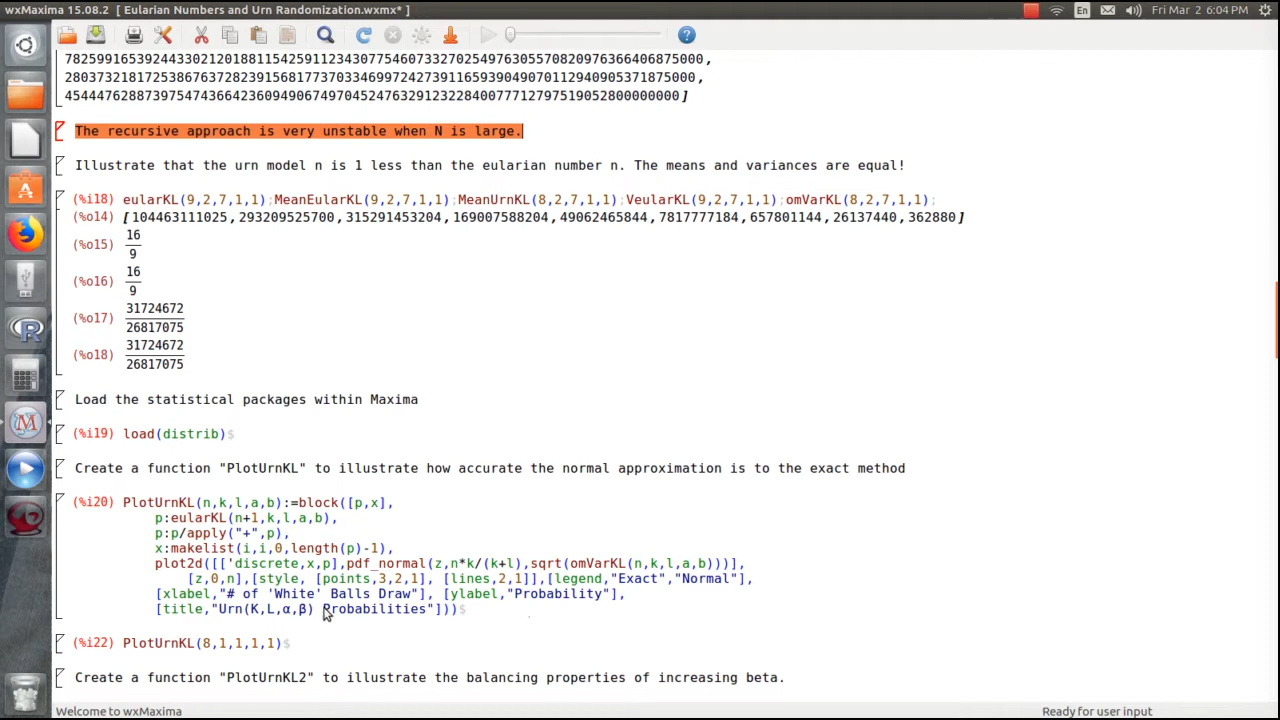 wxMaxima 15.08.2 [ Eularian Numbers and Urn Randomization.wxmx* ]
En
Fri Mar 2 6:04 PM
782599165392443302120188115425911234307754607332702549763055708209763664068 75000,
280373218172538676372823915681773703346997242739116593904907011294090537187 5000,
454447628873975474366423609490674970452476329123228400777127975190528000000 00]
The recursive approach is very unstable when N is large.
Illustrate that the urn model n is 1 less than the eularian number n. The means and variances are equal!
(%i18) eularKL(9,2,7,1,1);MeanEularKL(9,2,7,1,1);MeanUrnKL(8,2,7,1,1);VeularKL(9,2,7,1,1);omVarKL(8,2,7,1,1);
(%o14) [104463111025,293209525700,315291453204,169007588204,49062465844,7817777184,657801144,26137440,362880]
(%o15) 16
9
(%o16) 16
9
(%o17) 31724672
26817075
(%o18) 31724672
26817075
Load the statistical packages within Maxima
(%i19) load(distrib)$
Create a function "PlotUrnKL" to illustrate how accurate the normal approximation is to the exact method
(%i20) PlotUrnKL(n,k,l,a,b):=block([p,x],
p:eularKL(n+1,k,l,a,b),
p:p/apply("+",p),
x:makelist(i,i,0,length(p)-1),
plot2d([['discrete,x,p],pdf_normal(z,n*k/(k+l),sqrt(omVarKL(n,k,l,a,b)))],
[z,0,n],[style, [points,3,2,1], [lines,2,1]],[legend,"Exact","Normal"],
[xlabel,"# of 'White' Balls Draw"], [ylabel,"Probability"],
[title,"Urn(K,L,α,β) Probabilities"]))$
(%i22) PlotUrnKL(8,1,1,1,1)$
Create a function "PlotUrnKL2" to illustrate the balancing properties of increasing beta.
Welcome to wxMaxima
Ready for user input